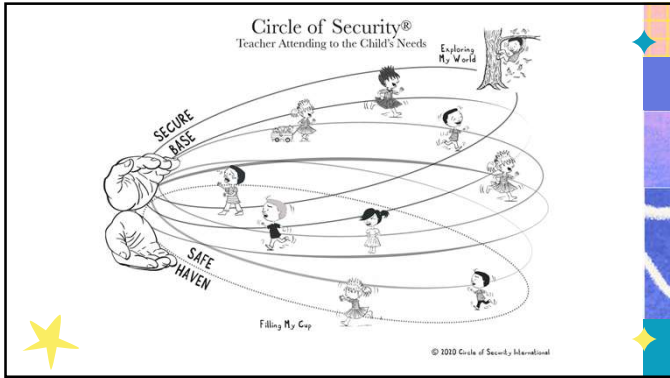 Circle of Security®
Teacher Attending to the Child's Needs
Exploring
My World
SECURE
BASE
SAFE
HAVEN
Filling My Cup
© 2020 Circle of Security International